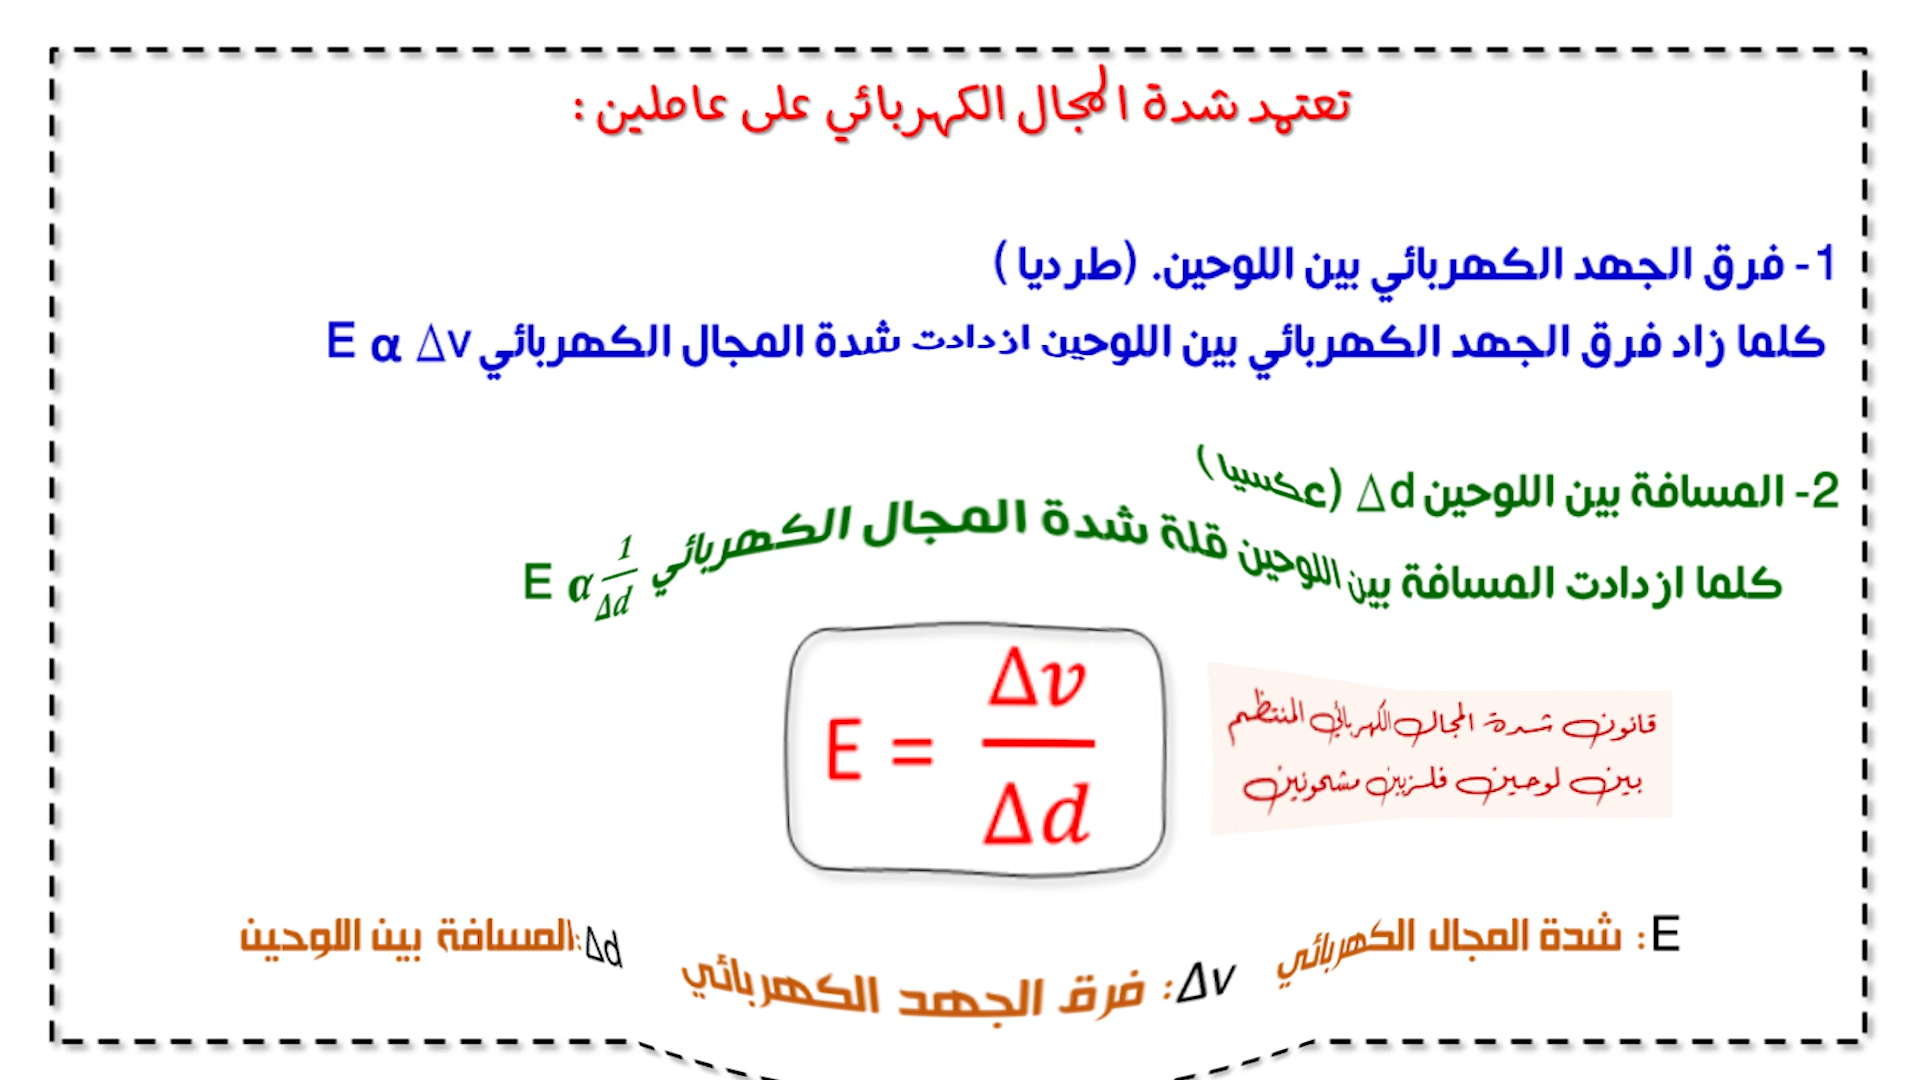 تعتمد شدة المجال الكهربائي على عاملين :
1- فرق الجهد الكهربائي بين اللوحين. (طرديا )
كلما زاد فرق الجهد الكهربائي بين اللوحين ازدادت شدة المجال الكهربائي E α Δv
2- المسافة بين اللوحين Δd (عكسيا )
كلما ازدادت المسافة بين اللوحين قلة شدة المجال الكهربائي E α 1/Δd
E = Δv/Δd
قانون شدة المجال الكهربائي المنتظم
بين لوحين فلزين مشحونين
E: شدة المجال الكهربائي
Δv: فرق الجهد الكهربائي
Δd: المسافة بين اللوحين